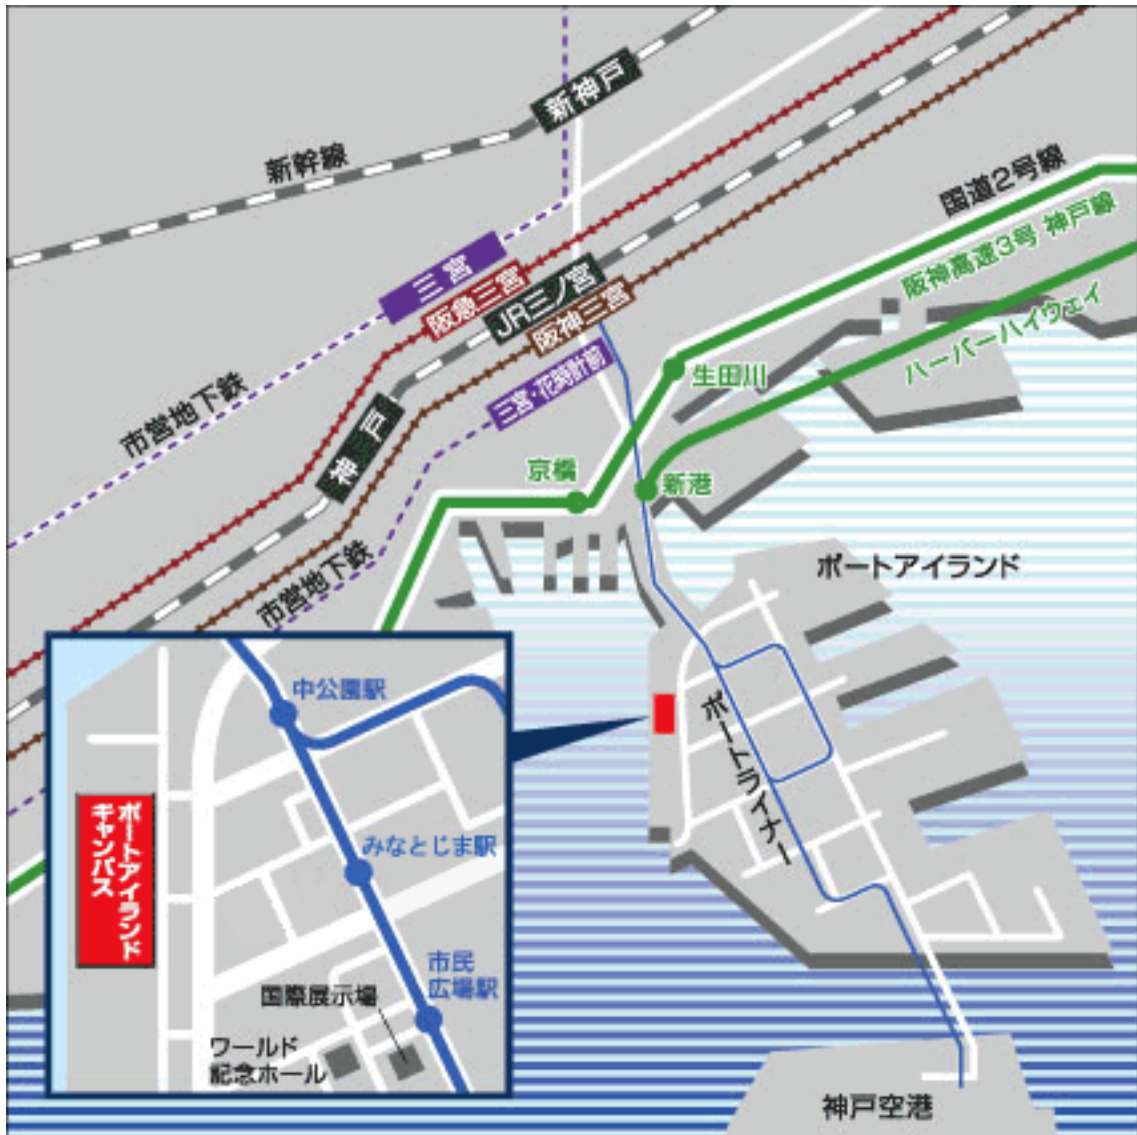 新神戸
新幹線
国道2号線
阪神高速3号 神戸線
ハーバーハイウェイ
三宮
阪急三宮
JR三ノ宮
阪神三宮
三宮・花時計前
生田川
市営地下鉄
神戸
京橋
新港
市営地下鉄
ポートアイランド
ポートライナー
中公園駅
みなとじま駅
ポートアイランド
キャンパス
市民
広場駅
国際展示場
ワールド
記念ホール
神戸空港